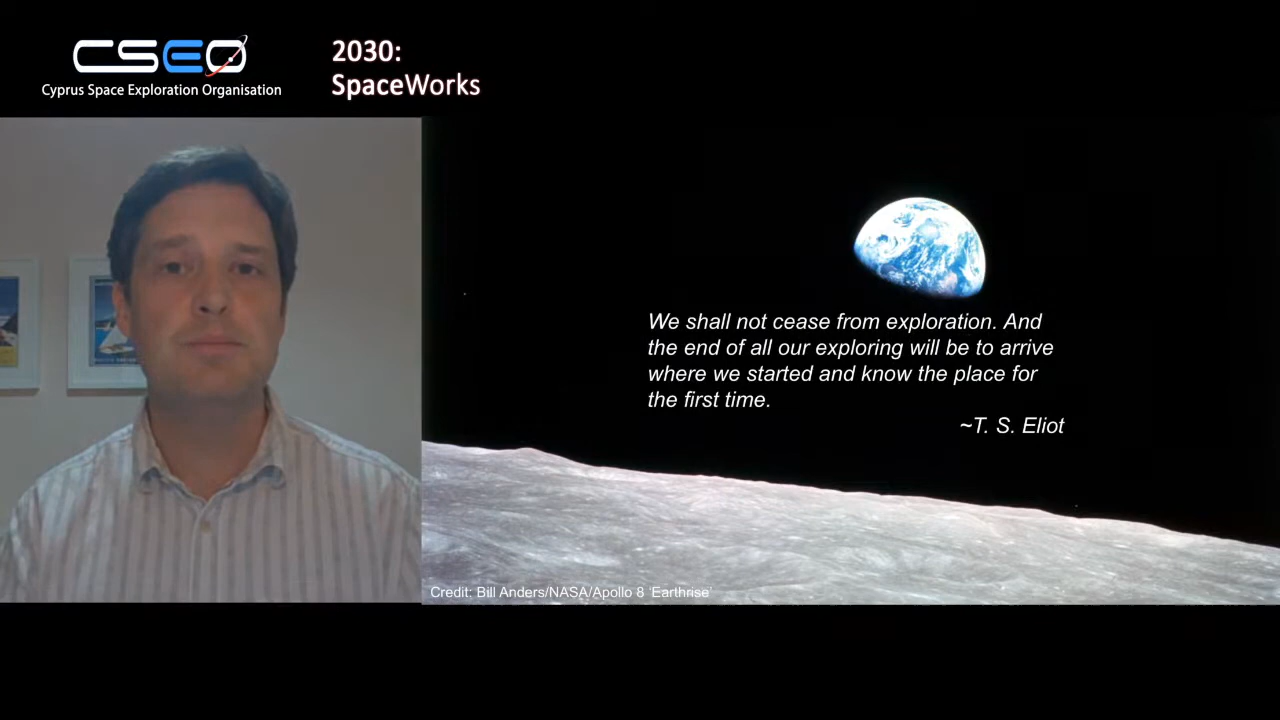 CSEO
Cyprus Space Exploration Organisation
2030:
SpaceWorks
We shall not cease from exploration. And
the end of all our exploring will be to arrive
where we started and know the place for
the first time.
~T. S. Eliot
Credit: Bill Anders/NASA/Apollo 8 'Earthrise'